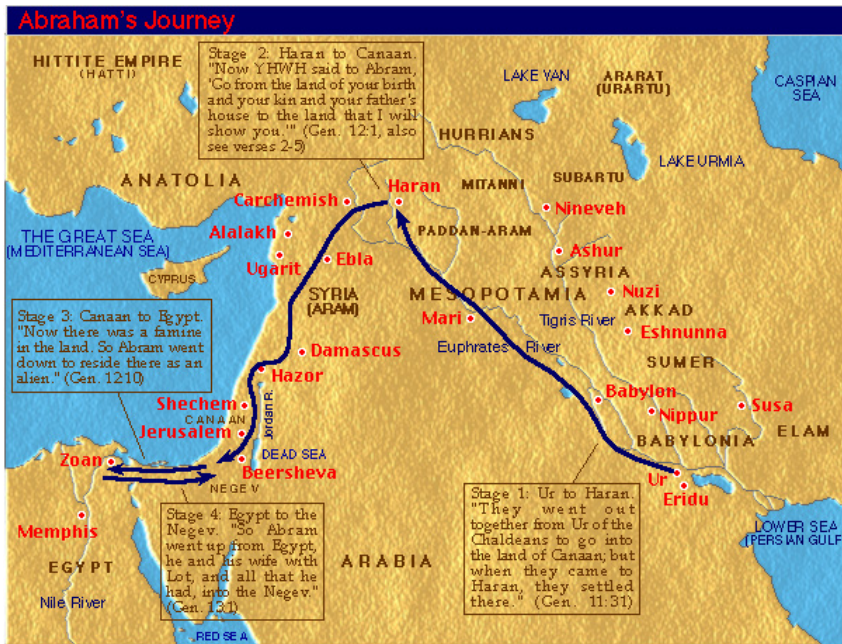 Abraham's Journey
HITTITE EMPIRE
(HATTI)
Stage 2: Haran to Canaan.
"Now YHWH said to Abram,
'Go from the land of your birth
and your kin and your father's
house to the land that I will
show you.'" (Gen. 12:1, also
see verses 2-5)
LAKE VAN
ARARAT
(URARTU)
CASPIAN
SEA
HURRIANS
LAKE URMIA
ANATOLIA
MITANNI
SUBARTU
Carchemish
Haran
Nineveh
THE GREAT SEA
(MEDITERRANEAN SEA)
Alalakh
PADDAN-ARAM
Ugarit
Ebla
Ashur
CYPRUS
ASSYRIA
SYRIA
(ARAM)
MESOPOTAMIA
Nuzi
AKKAD
Stage 3: Canaan to Egypt.
"Now there was a famine
in the land. So Abram went
down to reside there as an
alien." (Gen. 12:10)
Mari
Tigris River
Eshnunna
Euphrates River
Damascus
SUMER
Hazor
Shechem
CANAAN
Jordan R.
Babylon
Nippur
Susa
Jerusalem
BABYLONIA
ELAM
Zoan
DEAD SEA
Beersheva
NEGEV
Ur
Eridu
Stage 1: Ur to Haran.
"They went out
together from Ur of the
Chaldeans to go into
the land of Canaan; but
when they came to
Haran, they settled
there." (Gen. 11:31)
Memphis
Stage 4: Egypt to the
Negev. "So Abram
went up from Egypt,
he and his wife with
Lot, and all that he
had, into the Negev."
(Gen. 13:1)
LOWER SEA
(PERSIAN GULF
EGYPT
ARABIA
Nile River
RED SEA